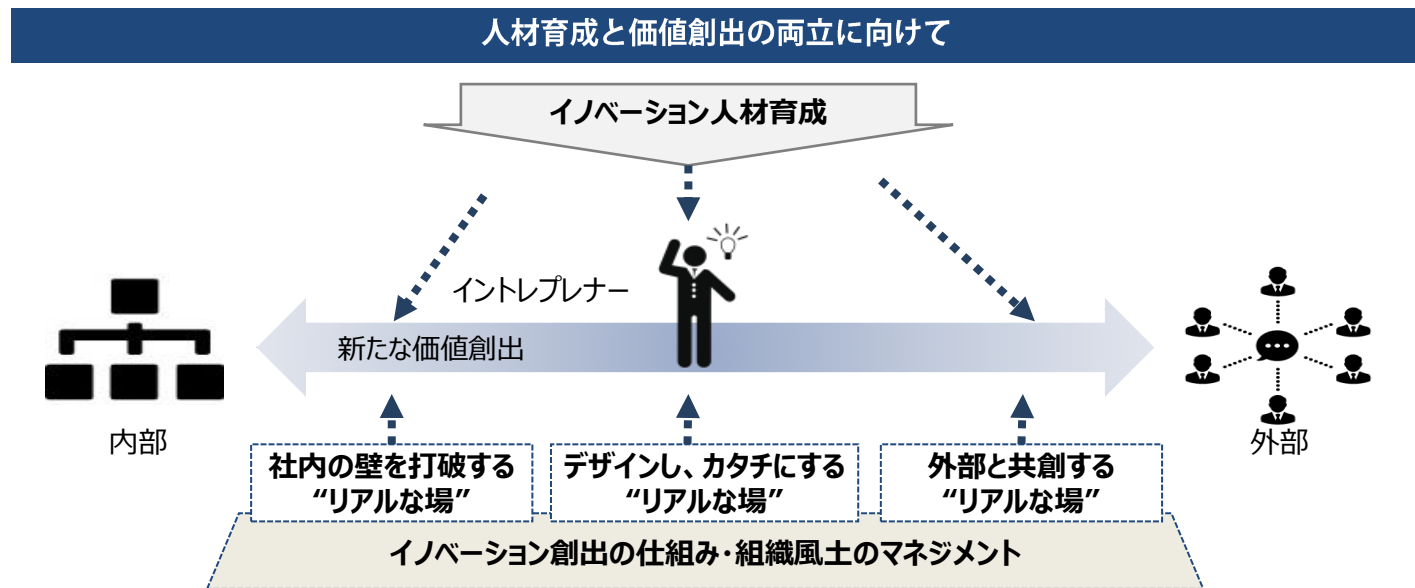 人材育成と価値創出の両立に向けて
イノベーション人材育成
イントレプレナー
新たな価値創出
内部
外部
社内の壁を打破する
“リアルな場”
デザインし、カタチにする
“リアルな場”
外部と共創する
“リアルな場”
イノベーション創出の仕組み・組織風土のマネジメント